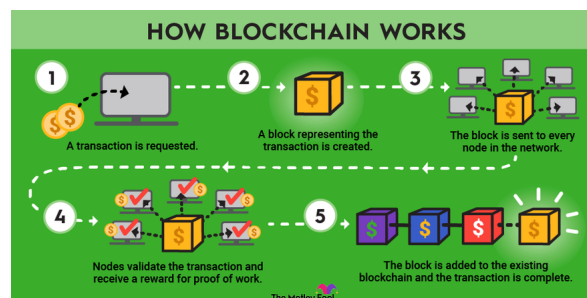 HOW BLOCKCHAIN WORKS
1
2
3
$
A transaction is requested.
A block representing the
transaction is created.
The block is sent to every
node in the network.
4
5
Nodes validate the transaction and
receive a reward for proof of work.
The block is added to the existing
blockchain and the transaction is complete.
The Motley Fool